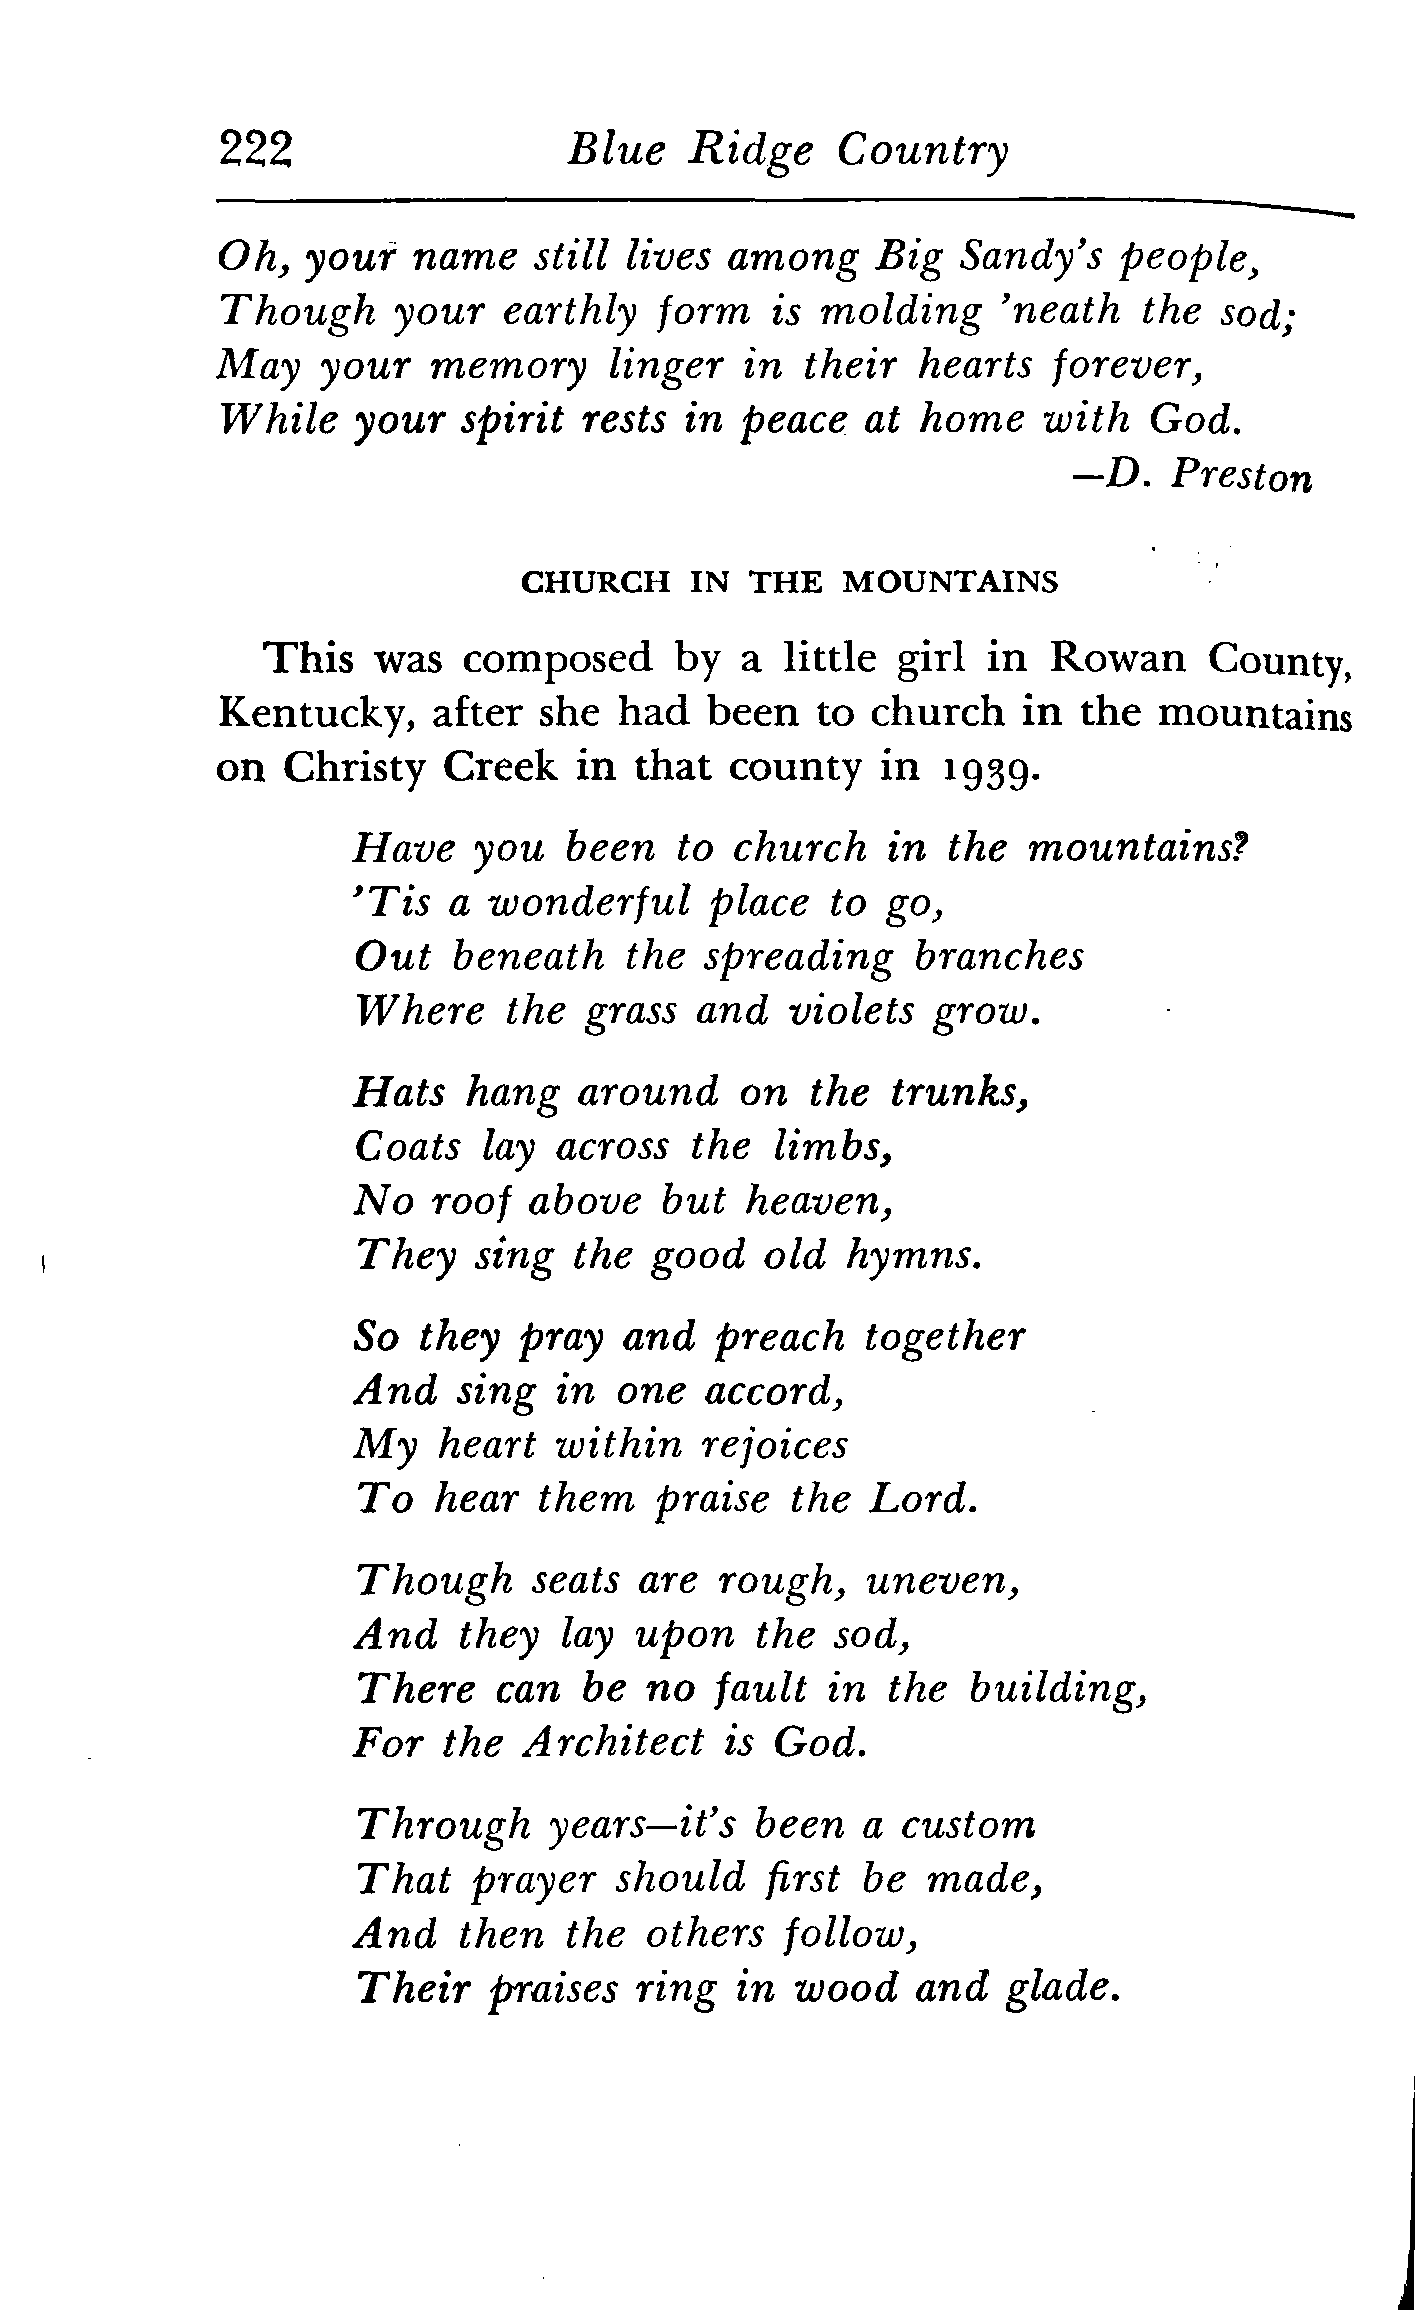 222 Blue Ridge Country
Oh, your name still lives among Big Sandy's people,
Though your earthly form is molding 'neath the sod;
May your memory linger in their hearts forever,
While your spirit rests in peace at home with God.
—D. Preston
CHURCH IN THE MOUNTAINS
This was composed by a little girl in Rowan County,
Kentucky, after she had been to church in the mountains
on Christy Creek in that county in 1939.
Have you been to church in the mountains?
'Tis a wonderful place to go,
Out beneath the spreading branches
Where the grass and violets grow.
Hats hang around on the trunks,
Coats lay across the limbs,
No roof above but heaven,
They sing the good old hymns.
So they pray and preach together
And sing in one accord,
My heart within rejoices
To hear them praise the Lord.
Though seats are rough, uneven,
And they lay upon the sod,
There can be no fault in the building,
For the Architect is God.
Through years—it's been a custom
That prayer should first be made,
And then the others follow,
Their praises ring in wood and glade.